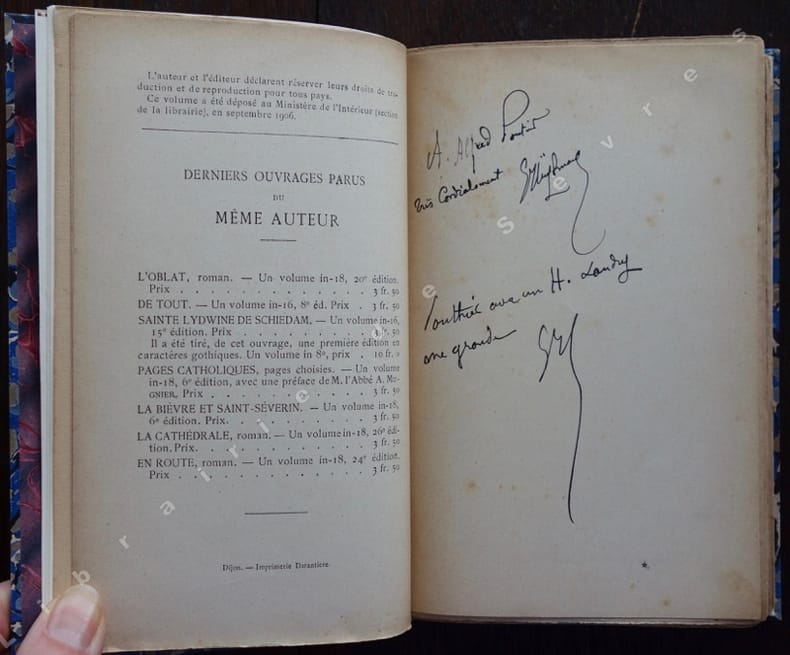 L'auteur et l'éditeur déclarent réserver leurs droits de tra-
duction et de reproduction pour tous pays.
Ce volume a été déposé au Ministère de l'Intérieur (section
de la librairie), en septembre 1906.
DERNIERS OUVRAGES PARUS
DU
MÊME AUTEUR
L'OBLAT, roman. — Un volume in-18, 20e édition.
Prix . . . . . . . . . . . . . 3 fr. 50
DE TOUT. — Un volume in-16, 8e éd. Prix . 3 fr. 50
SAINTE LYDWINE DE SCHIEDAM. — Un volume in-16,
15e édition. Prix . . . . . . . . 3 fr. 50
Il a été tiré, de cet ouvrage, une première édition en
caractères gothiques. Un volume in 8°, prix . 10 fr. »
PAGES CATHOLIQUES, pages choisies. — Un volume
in-18, 6e édition, avec une préface de M. l'Abbé A. MU-
GNIER, Prix . . . . . . . . . . 3 fr. 50
LA BIÈVRE ET SAINT-SÉVERIN. — Un volume in-18,
6e édition. Prix. . . . . . . . . 3 fr. 50
LA CATHÉDRALE, roman. — Un volume in-18, 26e édi-
tion. Prix. . . . . . . . . . . 3 fr. 50
EN ROUTE, roman. — Un volume in-18, 24e édition.
Prix . . . . . . . . . . . . . 3 fr. 50
Dijon. — Imprimerie Darantiere.
A. Alfred
très Cordialement
H. Landry
*
Librairie de sevres